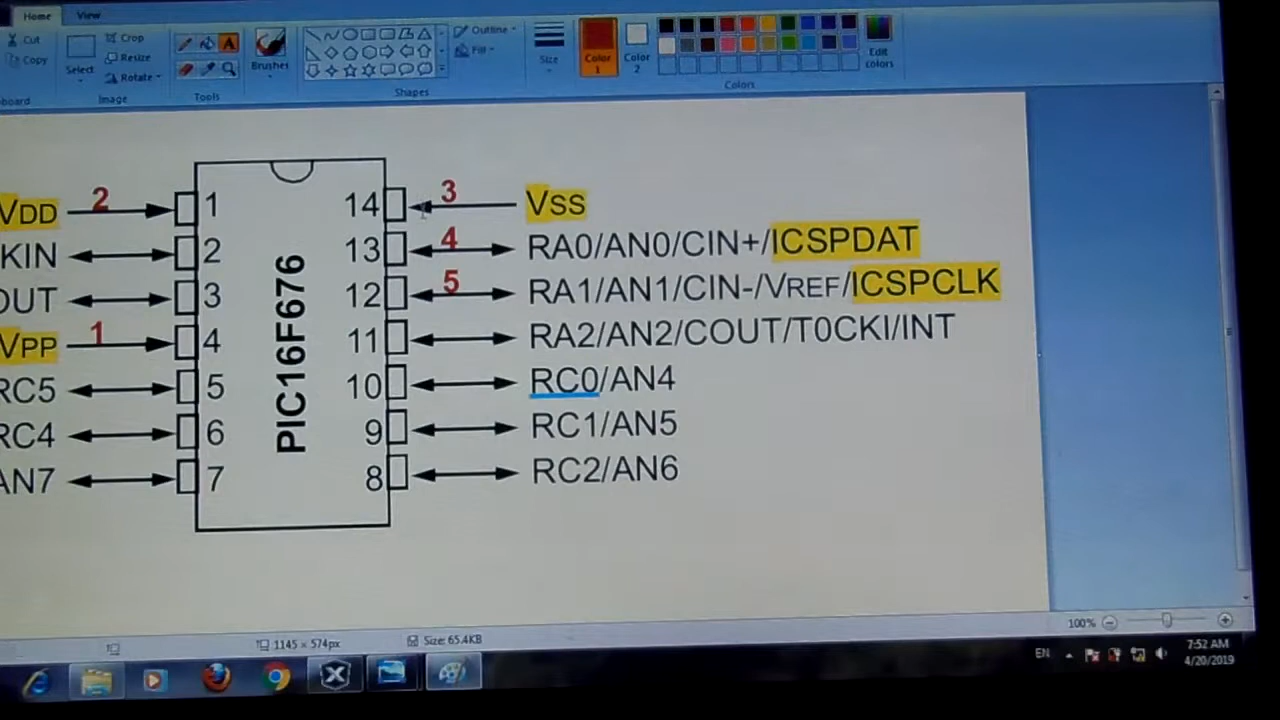 Home View
Cut
Copy
Select
Crop
Resize
Rotate
Brushes
Outline
Fill
Size
Color 1
Color 2
Edit colors
board
Image
Tools
Shapes
Colors
VDD 2 1 14 3 VSS
KIN 2 13 4 RA0/AN0/CIN+/ICSPDAT
OUT 3 12 5 RA1/AN1/CIN-/VREF/ICSPCLK
VPP 1 4 11 RA2/AN2/COUT/T0CKI/INT
RC5 5 10 RC0/AN4
RC4 6 9 RC1/AN5
AN7 7 8 RC2/AN6
PIC16F676
1145 × 574px
Size: 65.4KB
100%
EN
7:52 AM
4/20/2019